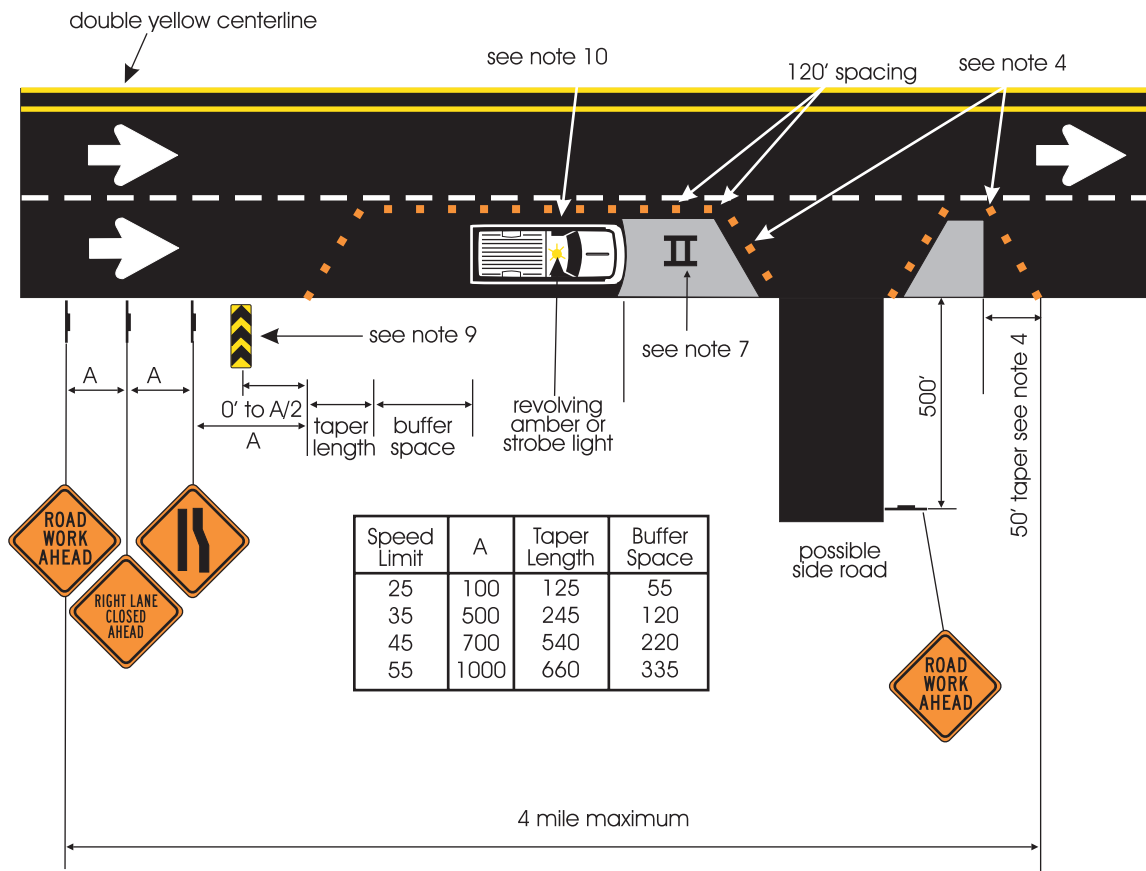 double yellow centerline
see note 10
120' spacing
see note 4
see note 9
see note 7
A
A
0' to A/2
A
taper
length
buffer
space
revolving
amber or
strobe light
500'
50' taper see note 4
ROAD
WORK
AHEAD
RIGHT LANE
CLOSED
AHEAD
possible
side road
Speed Limit A Taper Length Buffer Space
25 100 125 55
35 500 245 120
45 700 540 220
55 1000 660 335
ROAD
WORK
AHEAD
4 mile maximum